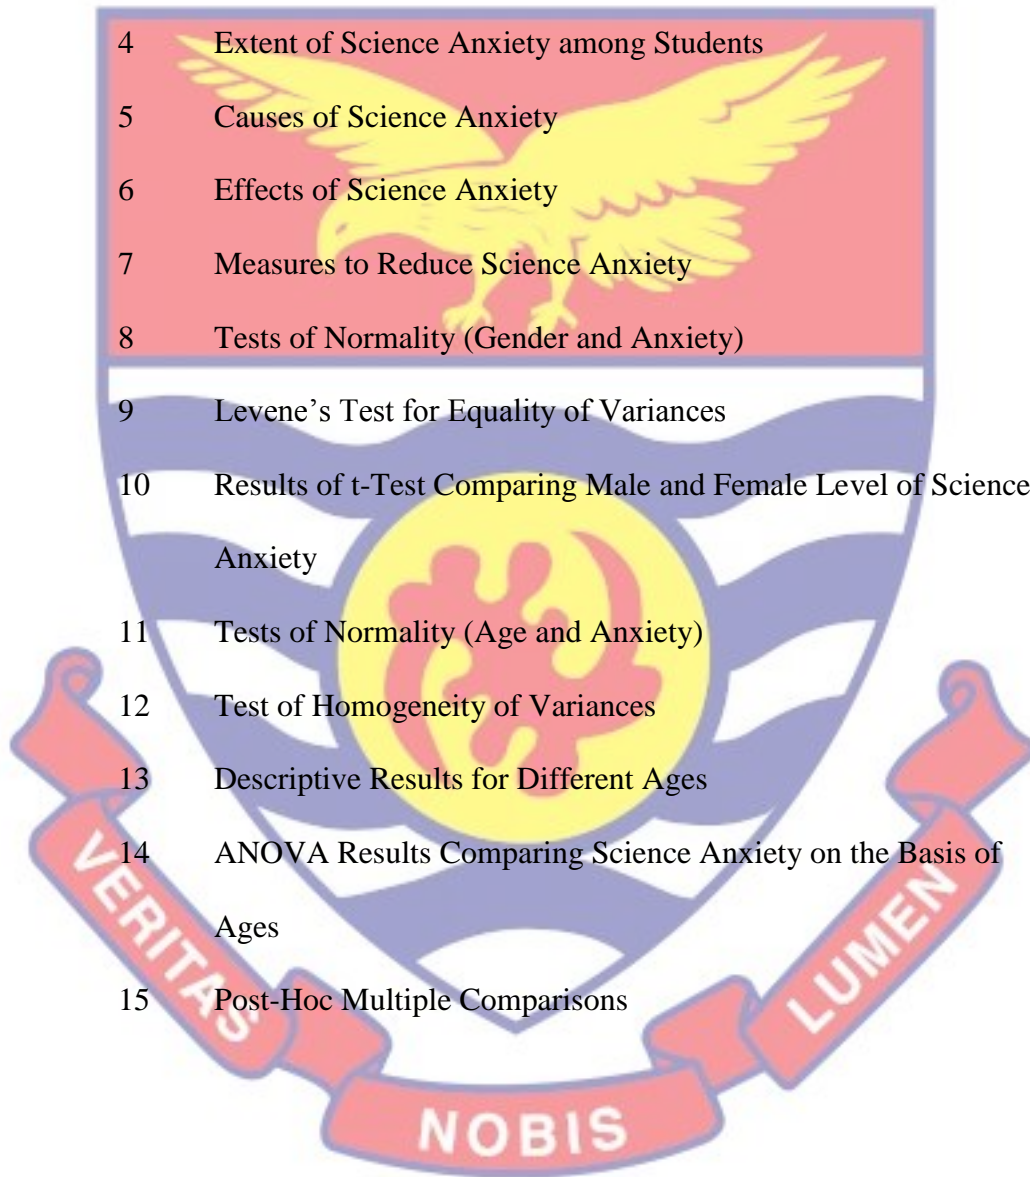 4 Extent of Science Anxiety among Students
5 Causes of Science Anxiety
6 Effects of Science Anxiety
7 Measures to Reduce Science Anxiety
8 Tests of Normality (Gender and Anxiety)
9 Levene’s Test for Equality of Variances
10 Results of t-Test Comparing Male and Female Level of Science
Anxiety
11 Tests of Normality (Age and Anxiety)
12 Test of Homogeneity of Variances
13 Descriptive Results for Different Ages
14 ANOVA Results Comparing Science Anxiety on the Basis of
Ages
15 Post-Hoc Multiple Comparisons
VERITAS
NOBIS
LUMEN